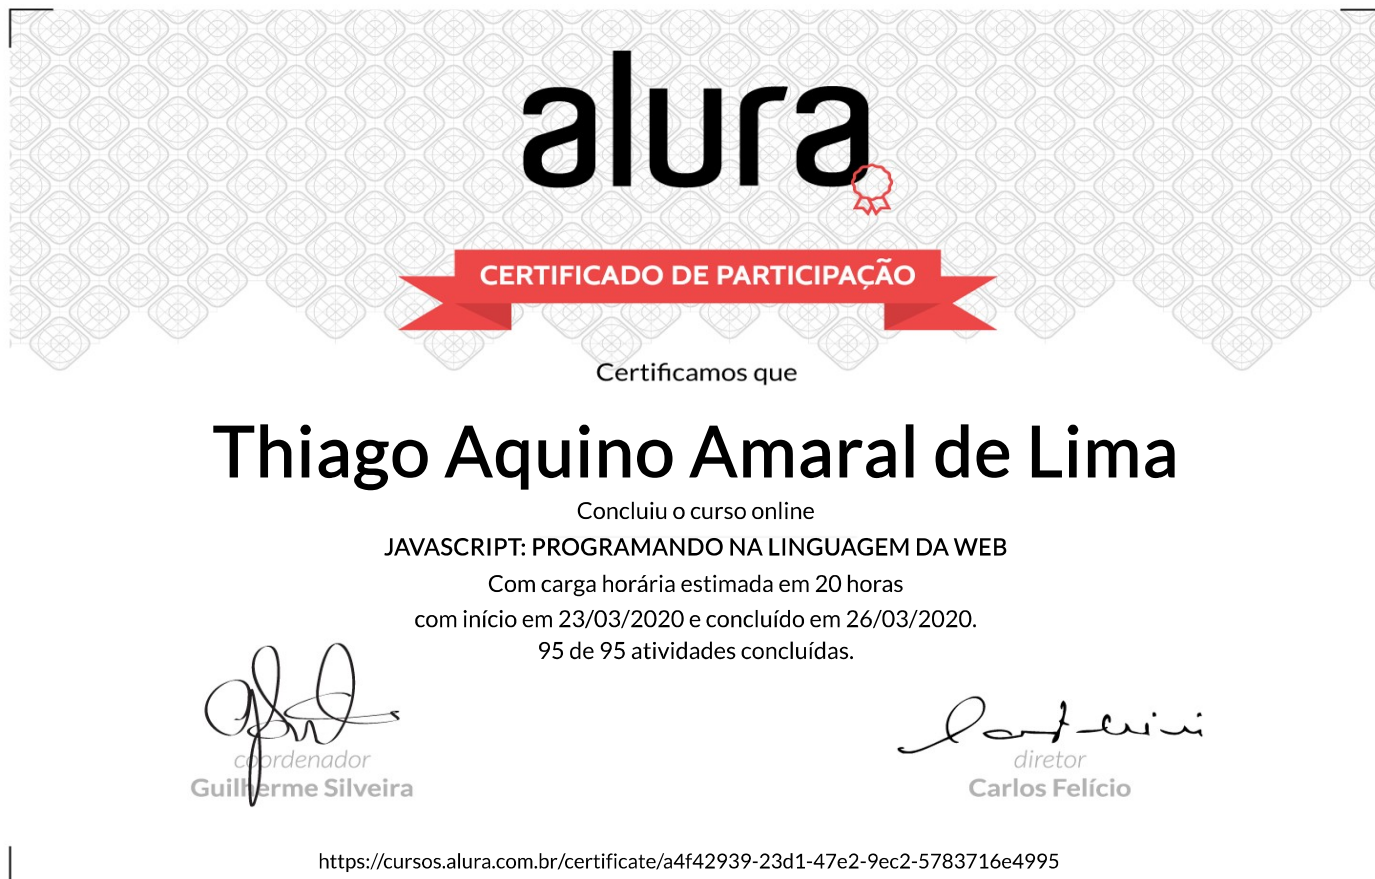 alura
CERTIFICADO DE PARTICIPAÇÃO
Certificamos que
Thiago Aquino Amaral de Lima
Concluiu o curso online
JAVASCRIPT: PROGRAMANDO NA LINGUAGEM DA WEB
Com carga horária estimada em 20 horas
com início em 23/03/2020 e concluído em 26/03/2020.
95 de 95 atividades concluídas.
coordenador
Guilherme Silveira
diretor
Carlos Felício
https://cursos.alura.com.br/certificate/a4f42939-23d1-47e2-9ec2-5783716e4995